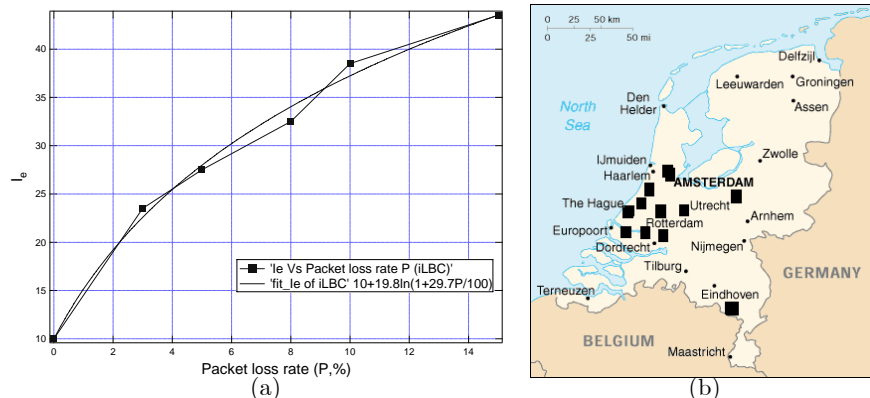 40
35
30
25
20
15
10
I_e
'Ie Vs Packet loss rate P (iLBC)'
'fit_Ie of iLBC' 10+19.8ln(1+29.7P/100)
0
2
4
6
8
10
12
14
Packet loss rate (P,%)
(a)
0 25 50 km
0 25 50 mi
Delfzijl
Leeuwarden
Groningen
Assen
Den
Helder
North
Sea
Zwolle
IJmuiden
Haarlem
AMSTERDAM
The Hague
Utrecht
Rotterdam
Arnhem
Europoort
Dordrecht
Nijmegen
Tilburg
GERMANY
Terneuzen
Eindhoven
BELGIUM
Maastricht
(b)